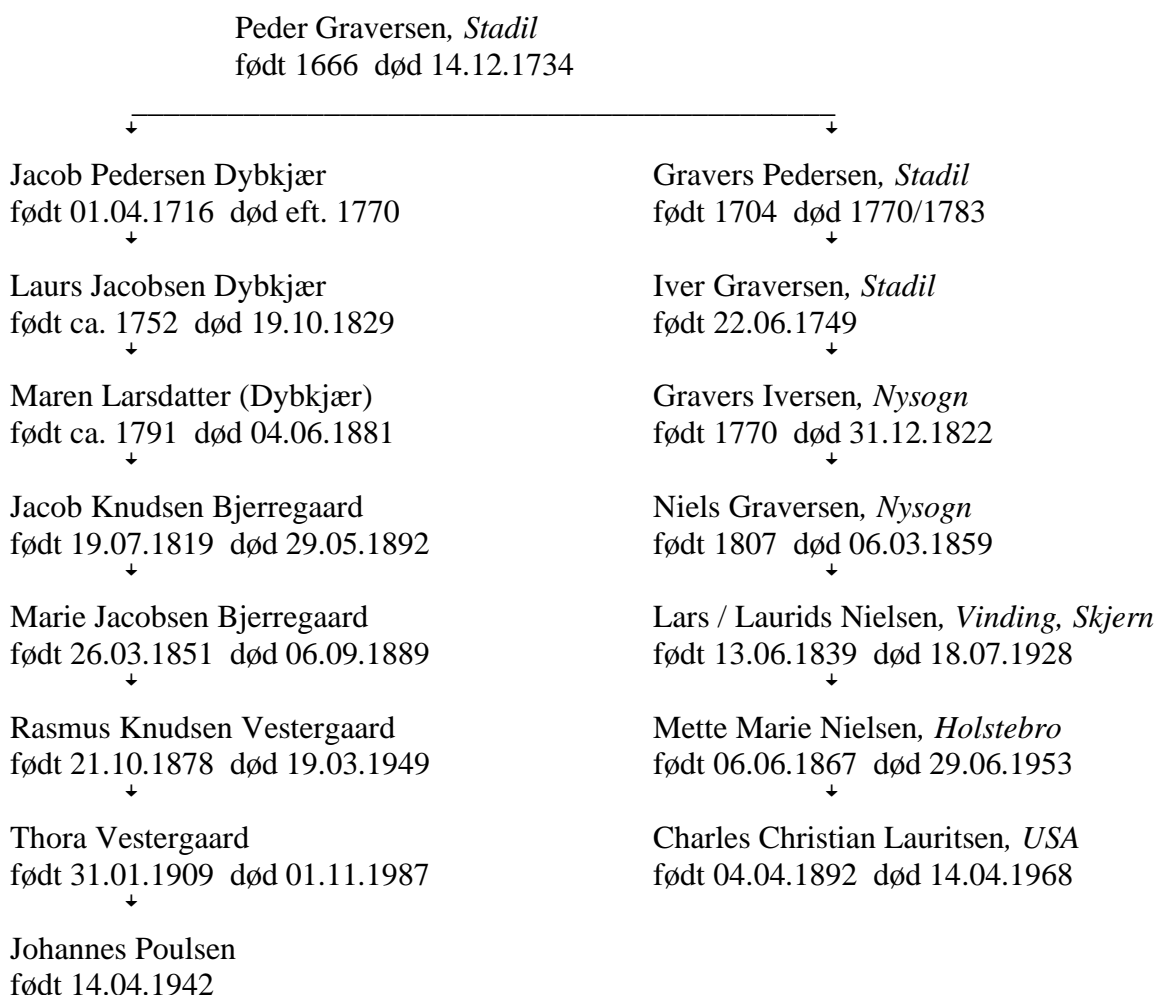 Peder Graversen, Stadil
født 1666 død 14.12.1734
Jacob Pedersen Dybkjær
født 01.04.1716 død eft. 1770
Laurs Jacobsen Dybkjær
født ca. 1752 død 19.10.1829
Maren Larsdatter (Dybkjær)
født ca. 1791 død 04.06.1881
Jacob Knudsen Bjerregaard
født 19.07.1819 død 29.05.1892
Marie Jacobsen Bjerregaard
født 26.03.1851 død 06.09.1889
Rasmus Knudsen Vestergaard
født 21.10.1878 død 19.03.1949
Thora Vestergaard
født 31.01.1909 død 01.11.1987
Johannes Poulsen
født 14.04.1942
Gravers Pedersen, Stadil
født 1704 død 1770/1783
Iver Graversen, Stadil
født 22.06.1749
Gravers Iversen, Nysogn
født 1770 død 31.12.1822
Niels Graversen, Nysogn
født 1807 død 06.03.1859
Lars / Laurids Nielsen, Vinding, Skjern
født 13.06.1839 død 18.07.1928
Mette Marie Nielsen, Holstebro
født 06.06.1867 død 29.06.1953
Charles Christian Lauritsen, USA
født 04.04.1892 død 14.04.1968